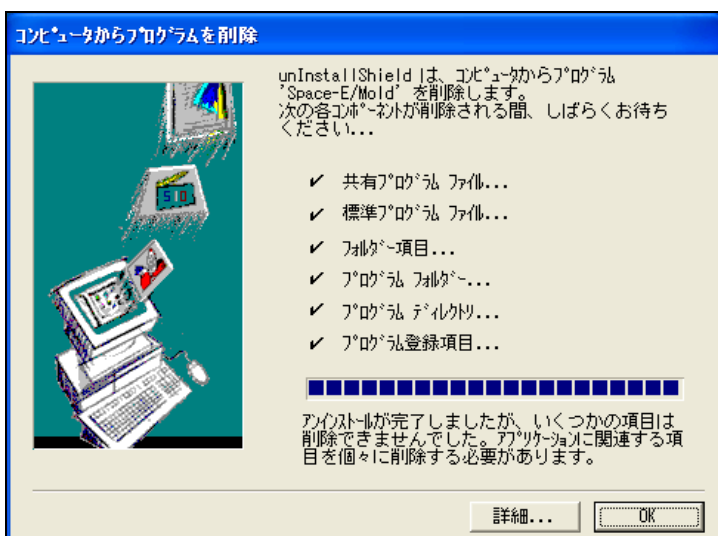 コンピュータからプログラムを削除
unInstallShield は、コンピュータからプログラム
'Space-E/Mold' を削除します。
次の各コンポーネントが削除される間、しばらくお待ち
ください...
✔ 共有プログラム ファイル...
✔ 標準プログラム ファイル...
✔ フォルダー項目...
✔ プログラム フォルダー...
✔ プログラム ディレクトリ...
✔ プログラム登録項目...
アンインストールが完了しましたが、いくつかの項目は
削除できませんでした。アプリケーションに関連する項
目を個々に削除する必要があります。
詳細...
OK